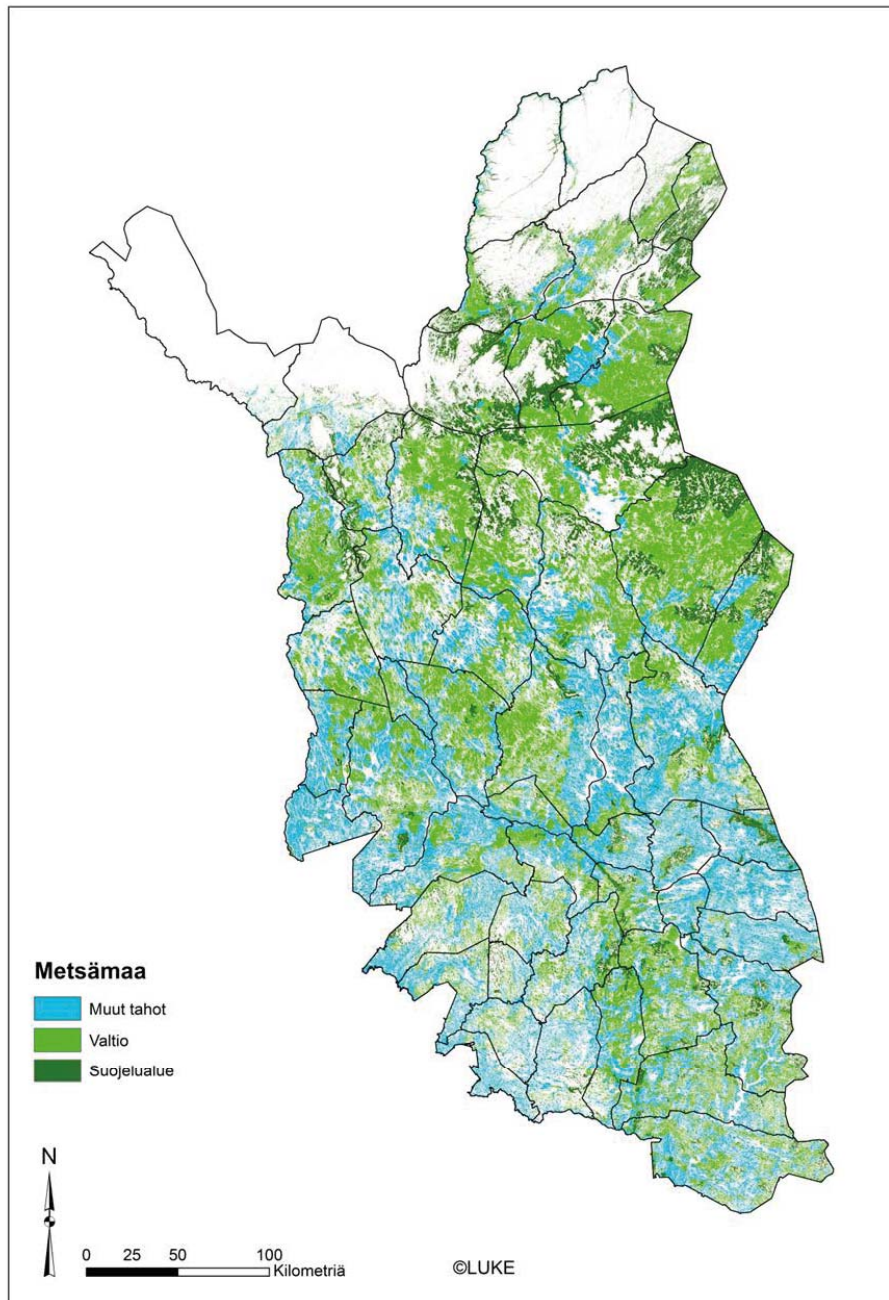 Metsämaa
Muut tahot
Valtio
Suojelualue
N
0 25 50 100
Kilometriä
©LUKE